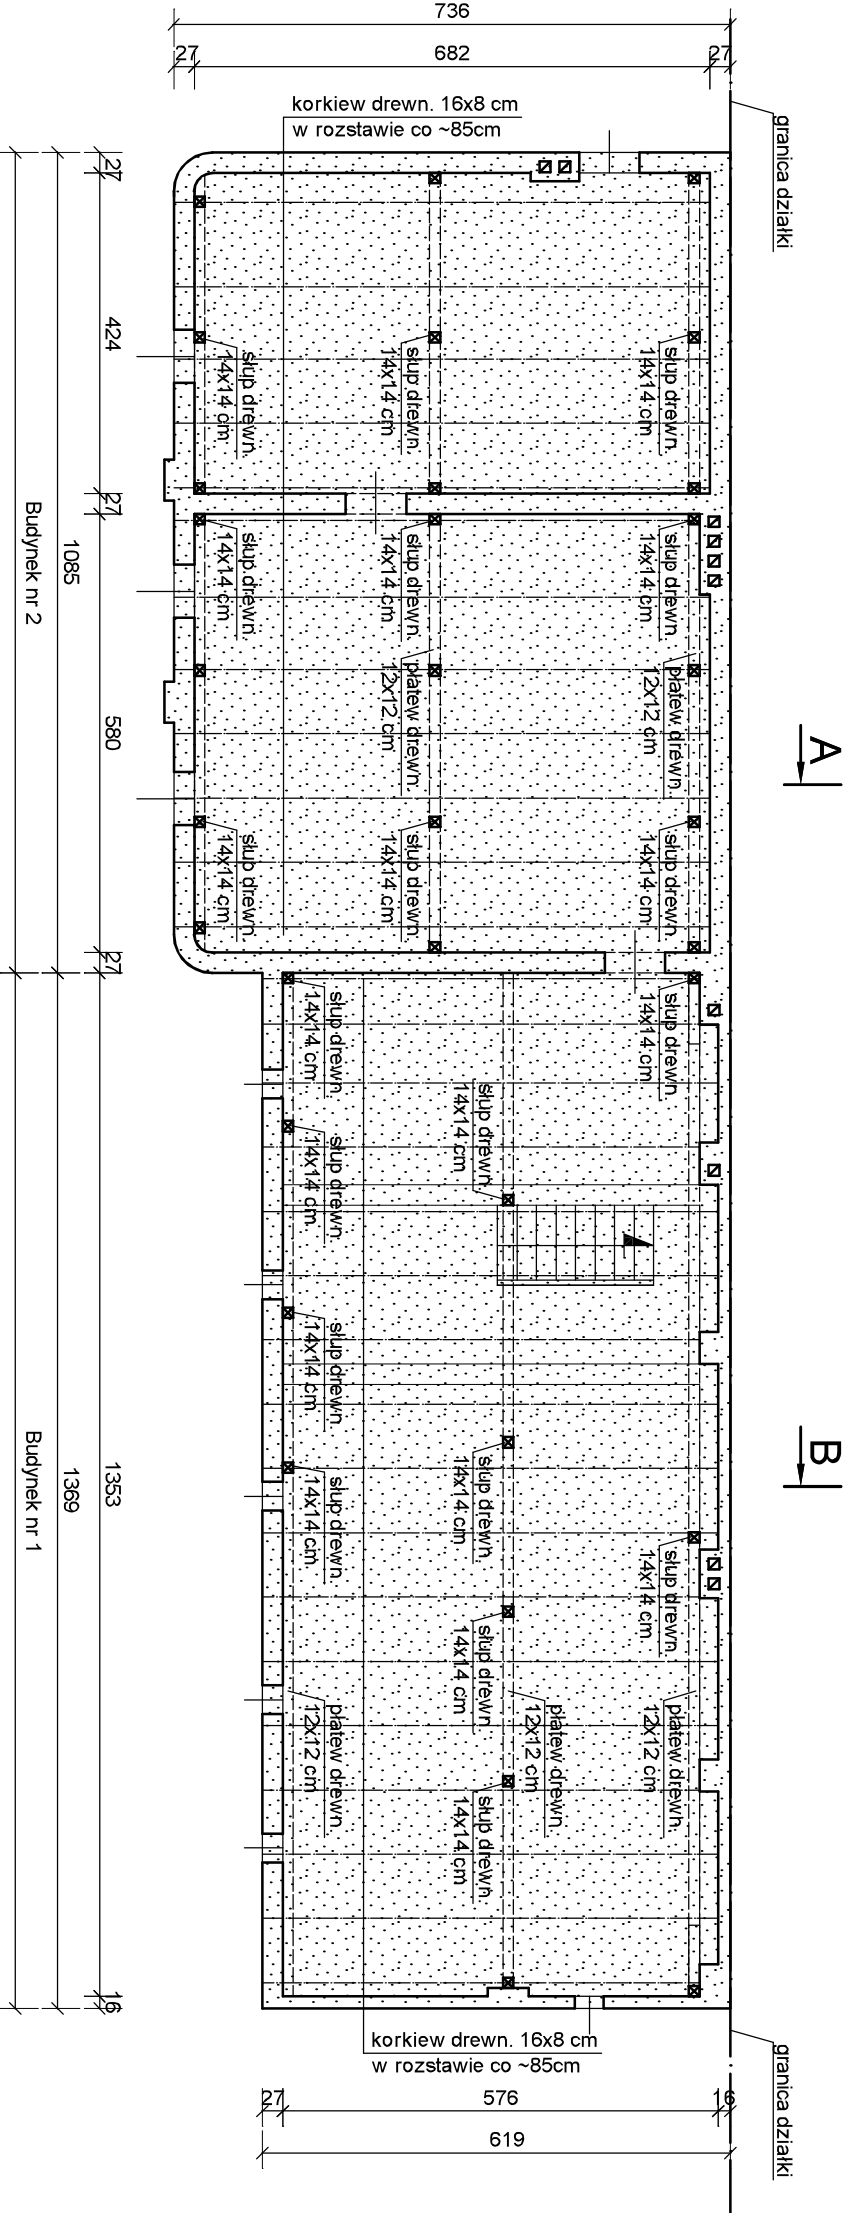 736
27
682
27
korkiew drewn. 16x8 cm
w rozstawie co ~85cm
granica działki
27
424
27
580
27
1353
16
1085
1369
Budynek nr 2
Budynek nr 1
A
B
słup drewn.
14x14 cm
słup drewn.
14x14 cm
słup drewn.
14x14 cm
słup drewn.
14x14 cm
słup drewn.
14x14 cm
słup drewn.
14x14 cm
płatew drewn.
12x12 cm
płatew drewn.
12x12 cm
słup drewn.
14x14 cm
słup drewn.
14x14 cm
słup drewn.
14x14 cm
słup drewn.
14x14 cm
słup drewn.
14x14 cm
słup drewn.
14x14 cm
słup drewn.
14x14 cm
słup drewn.
14x14 cm
słup drewn.
14x14 cm
słup drewn.
14x14 cm
słup drewn.
14x14 cm
słup drewn.
14x14 cm
słup drewn.
14x14 cm
płatew drewn.
12x12 cm
płatew drewn.
12x12 cm
płatew drewn.
12x12 cm
słup drewn.
14x14 cm
korkiew drewn. 16x8 cm
w rozstawie co ~85cm
granica działki
27
576
16
619